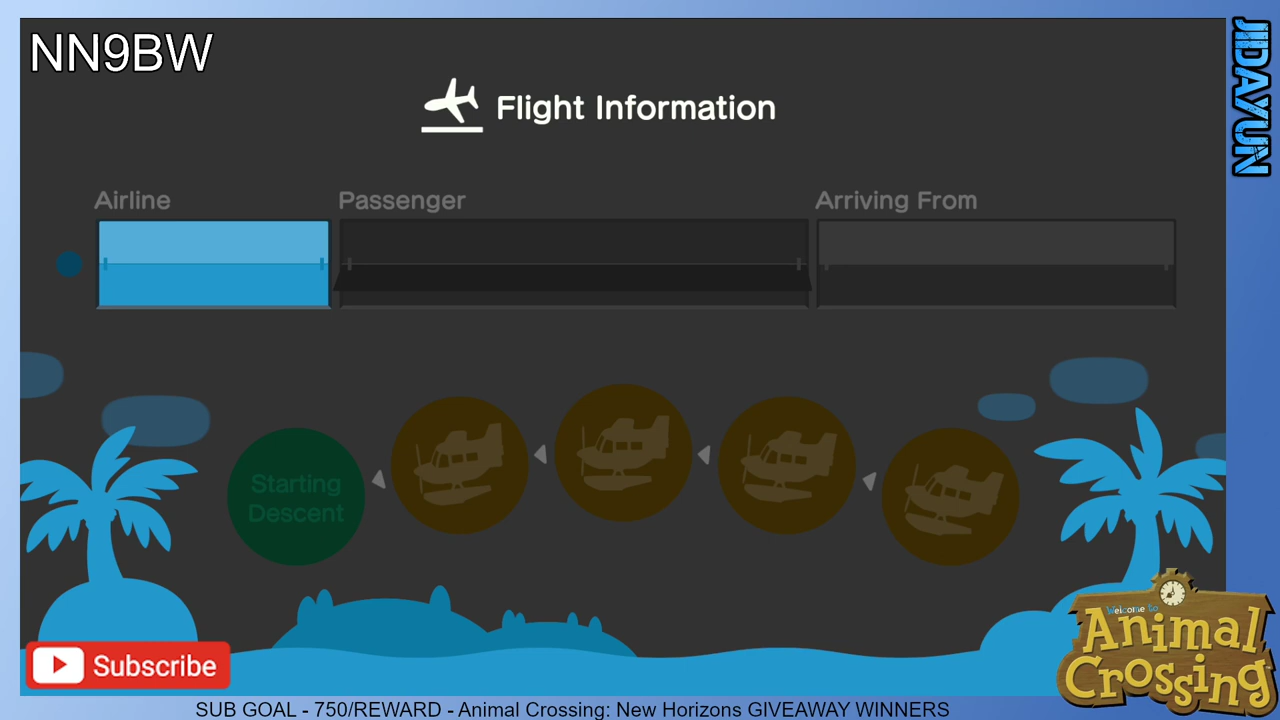 NN9BW
JIDAVUN
Flight Information
Airline Passenger Arriving From
Starting
Descent
Welcome to
Animal
Crossing
Subscribe
SUB GOAL - 750/REWARD - Animal Crossing: New Horizons GIVEAWAY WINNERS